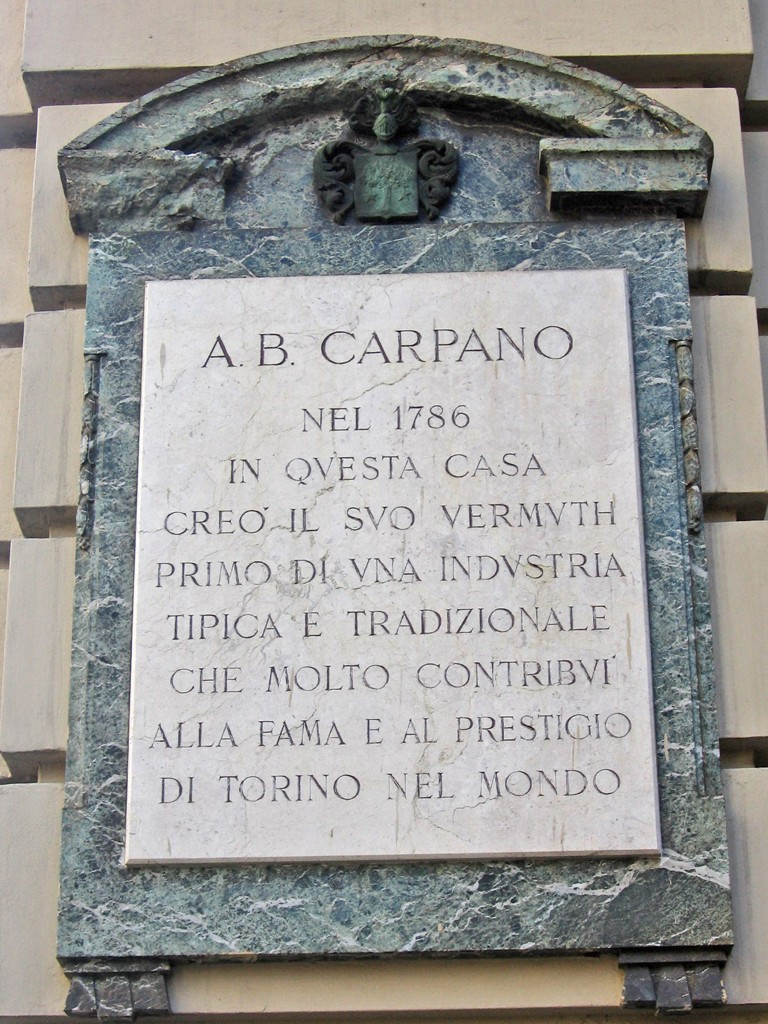 A. B. CARPANO
NEL 1786
IN QVESTA CASA
CREO' IL SVO VERMVTH
PRIMO DI VNA INDVSTRIA
TIPICA E TRADIZIONALE
CHE MOLTO CONTRIBVI'
ALLA FAMA E AL PRESTIGIO
DI TORINO NEL MONDO